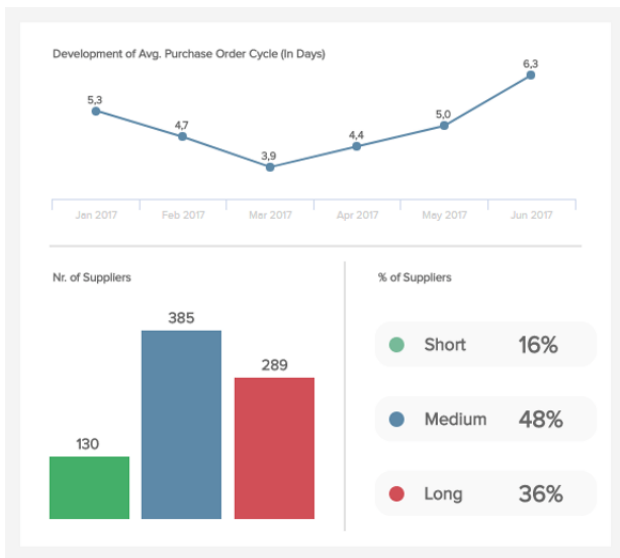 Development of Avg. Purchase Order Cycle (In Days)
6,3
5,3
5,0
4,7
4,4
3,9
Jan 2017 Feb 2017 Mar 2017 Apr 2017 May 2017 Jun 2017
Nr. of Suppliers
385
289
130
% of Suppliers
Short 16%
Medium 48%
Long 36%